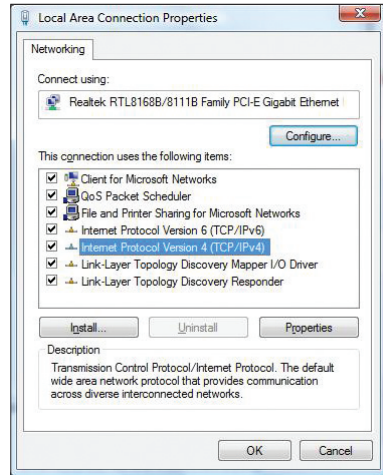 Local Area Connection Properties
Networking
Connect using:
Realtek RTL8168B/8111B Family PCI-E Gigabit Ethernet
Configure...
This connection uses the following items:
Client for Microsoft Networks
QoS Packet Scheduler
File and Printer Sharing for Microsoft Networks
Internet Protocol Version 6 (TCP/IPv6)
Internet Protocol Version 4 (TCP/IPv4)
Link-Layer Topology Discovery Mapper I/O Driver
Link-Layer Topology Discovery Responder
Install... Uninstall Properties
Description
Transmission Control Protocol/Internet Protocol. The default
wide area network protocol that provides communication
across diverse interconnected networks.
OK Cancel